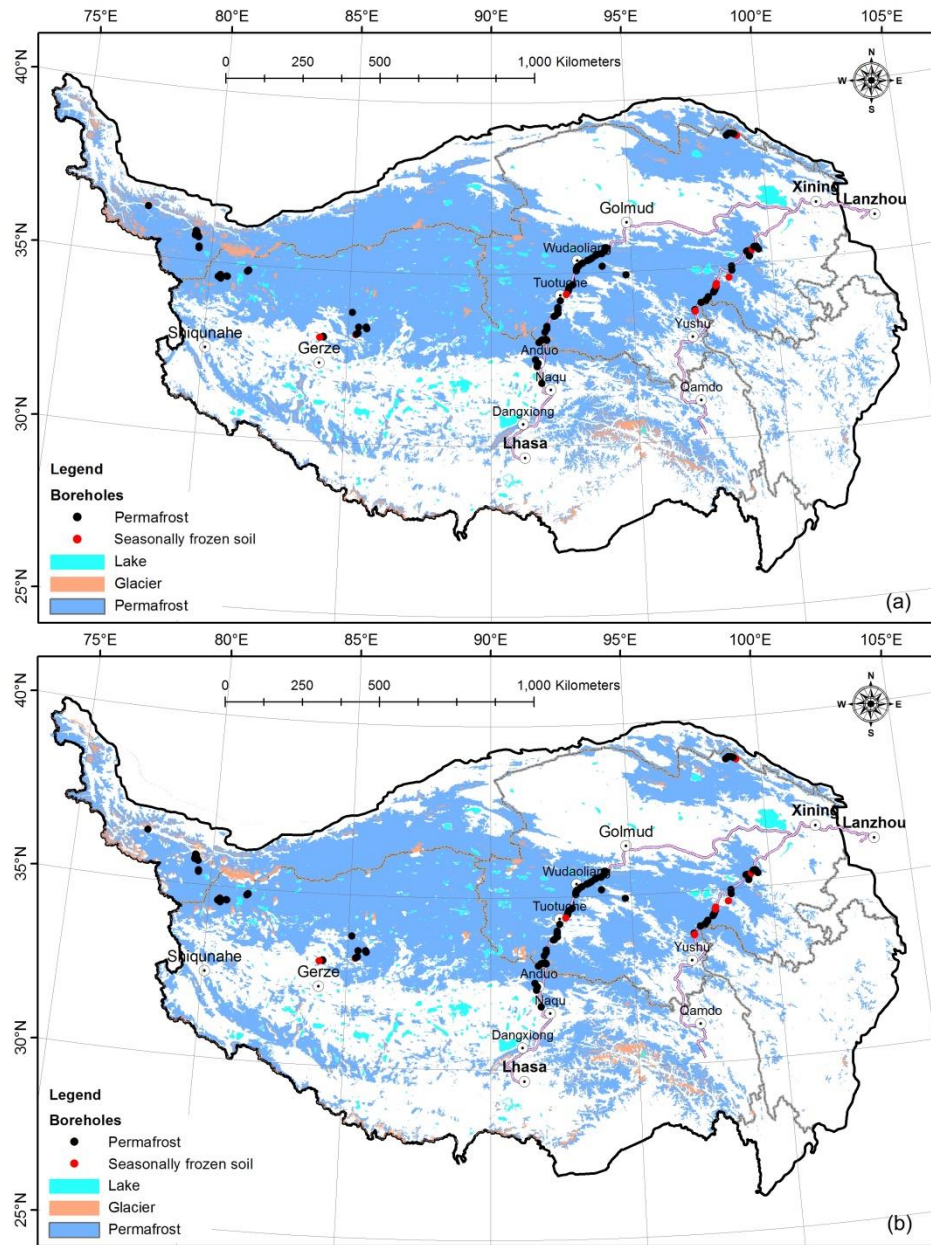 75°E 80°E 85°E 90°E 95°E 100°E 105°E
0 250 500 1,000 Kilometers
N
W E
S
40°N
35°N
30°N
25°N
Xining
Lanzhou
Golmud
Wudaoliang
Tuotuohe
Shiqunahe
Gerze
Yushu
Anduo
Naqu
Qamdo
Dangxiong
Lhasa
Legend
Boreholes
Permafrost
Seasonally frozen soil
Lake
Glacier
Permafrost
(a)
75°E 80°E 85°E 90°E 95°E 100°E 105°E
0 250 500 1,000 Kilometers
N
W E
S
40°N
35°N
30°N
25°N
Xining
Lanzhou
Golmud
Wudaoliang
Tuotuohe
Shiqunahe
Gerze
Yushu
Anduo
Naqu
Qamdo
Dangxiong
Lhasa
Legend
Boreholes
Permafrost
Seasonally frozen soil
Lake
Glacier
Permafrost
(b)